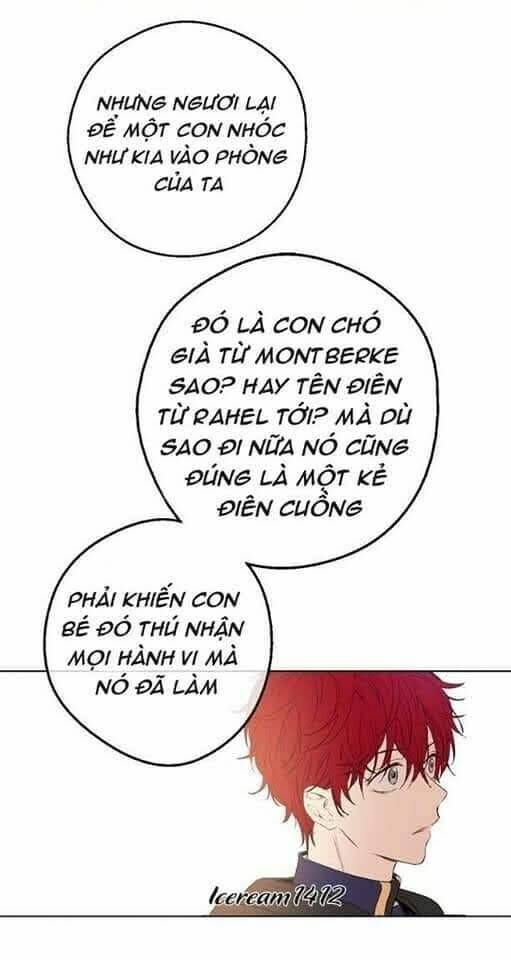 NHƯNG NGƯƠI LẠI
ĐỂ MỘT CON NHÓC
NHƯ KIA VÀO PHÒNG
CỦA TA
ĐÓ LÀ CON CHÓ
GIÀ TỪ MONTBERKE
SAO? HAY TÊN ĐIÊN
TỪ RAHEL TỚI? MÀ DÙ
SAO ĐI NỮA NÓ CŨNG
ĐÚNG LÀ MỘT KẺ
ĐIÊN CUỒNG
PHẢI KHIẾN CON
BÉ ĐÓ THÚ NHẬN
MỌI HÀNH VI MÀ
NÓ ĐÃ LÀM
Icecream1412